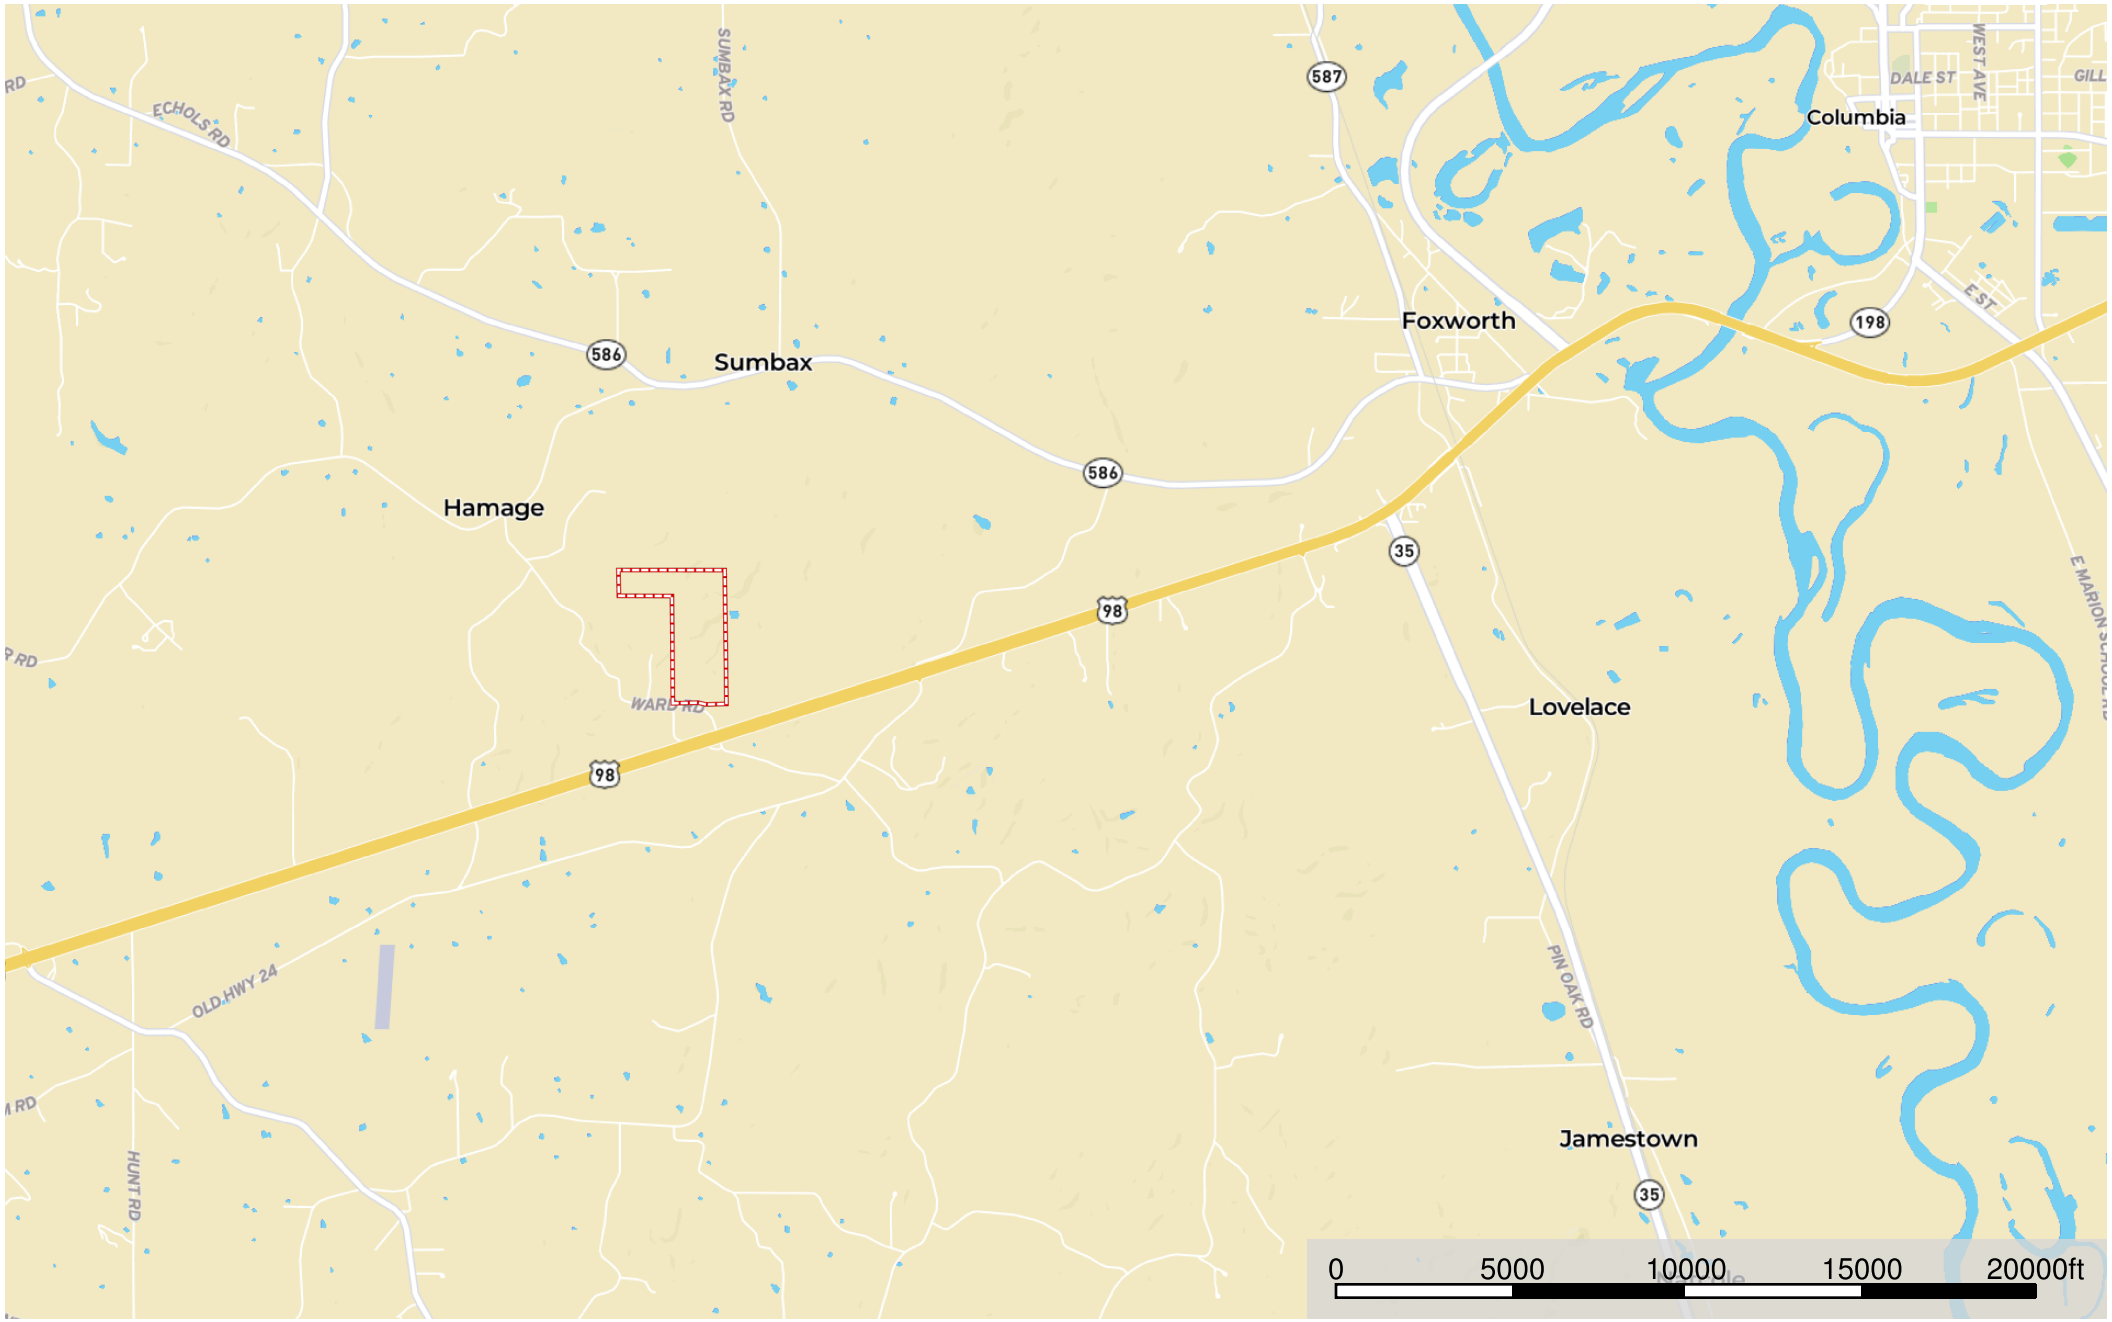 SUMBAX RD
WEST AVE
587
DALE ST
GILL
RD
ECHOLS RD
Columbia
E ST
Foxworth
198
586
Sumbax
586
Hamage
35
98
E MARION SCHOOL RD
R RD
WARD RD
Lovelace
98
PIN OAK RD
OLD HWY 24
M RD
HUNT RD
Jamestown
35
0 5000 10000 15000 20000ft